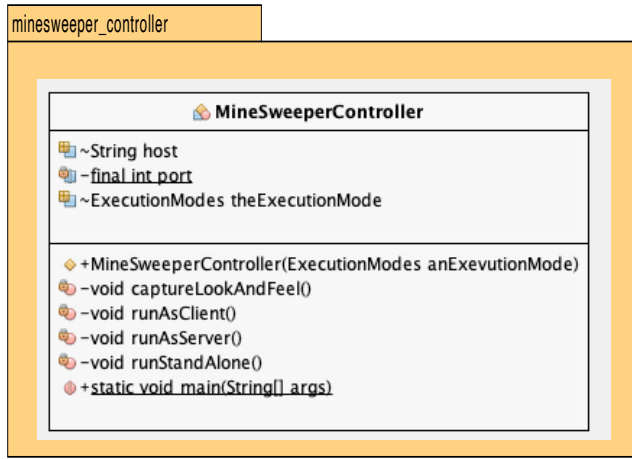 minesweeper_controller
MineSweeperController
~String host
-final int port
~ExecutionModes theExecutionMode
+MineSweeperController(ExecutionModes anExevutionMode)
-void captureLookAndFeel()
-void runAsClient()
-void runAsServer()
-void runStandAlone()
+static void main(String[] args)